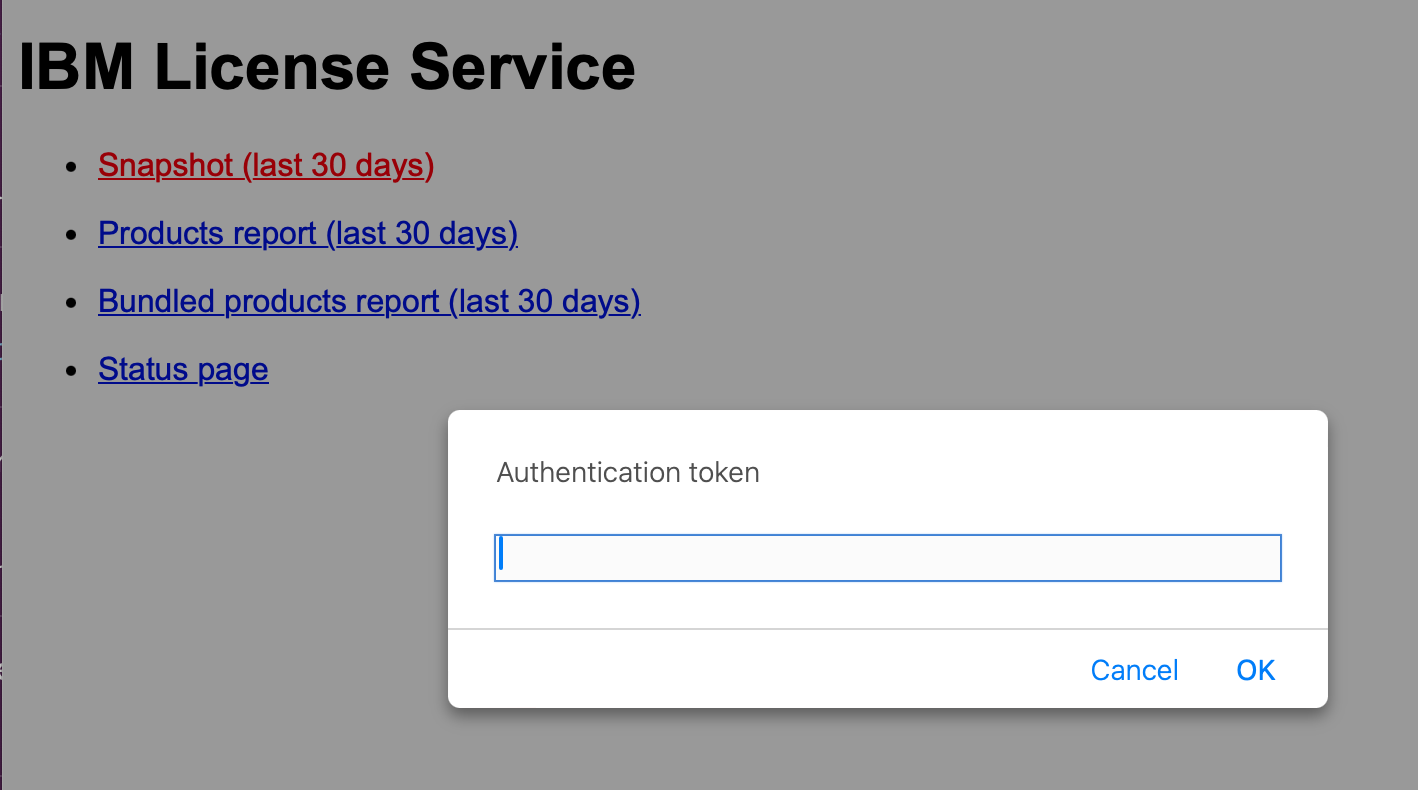 IBM License Service
Snapshot (last 30 days)
Products report (last 30 days)
Bundled products report (last 30 days)
Status page
Authentication token
Cancel OK